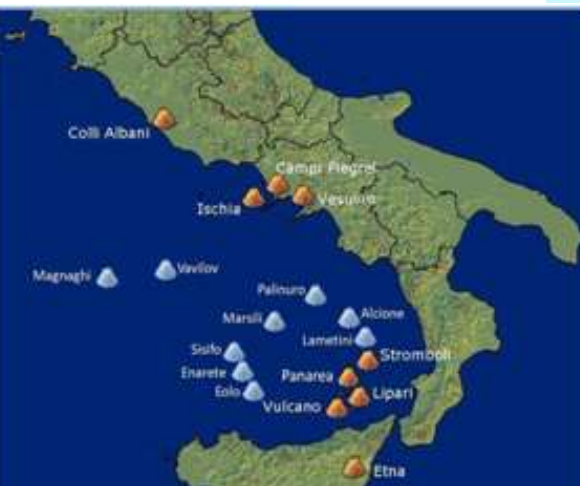 Colli Albani
Campi Flegrei
Ischia
Vesuvio
Magnaghi
Vavilov
Palinuro
Marsili
Alcione
Lametini
Sisifo
Stromboli
Enarete
Panarea
Eolo
Lipari
Vulcano
Etna